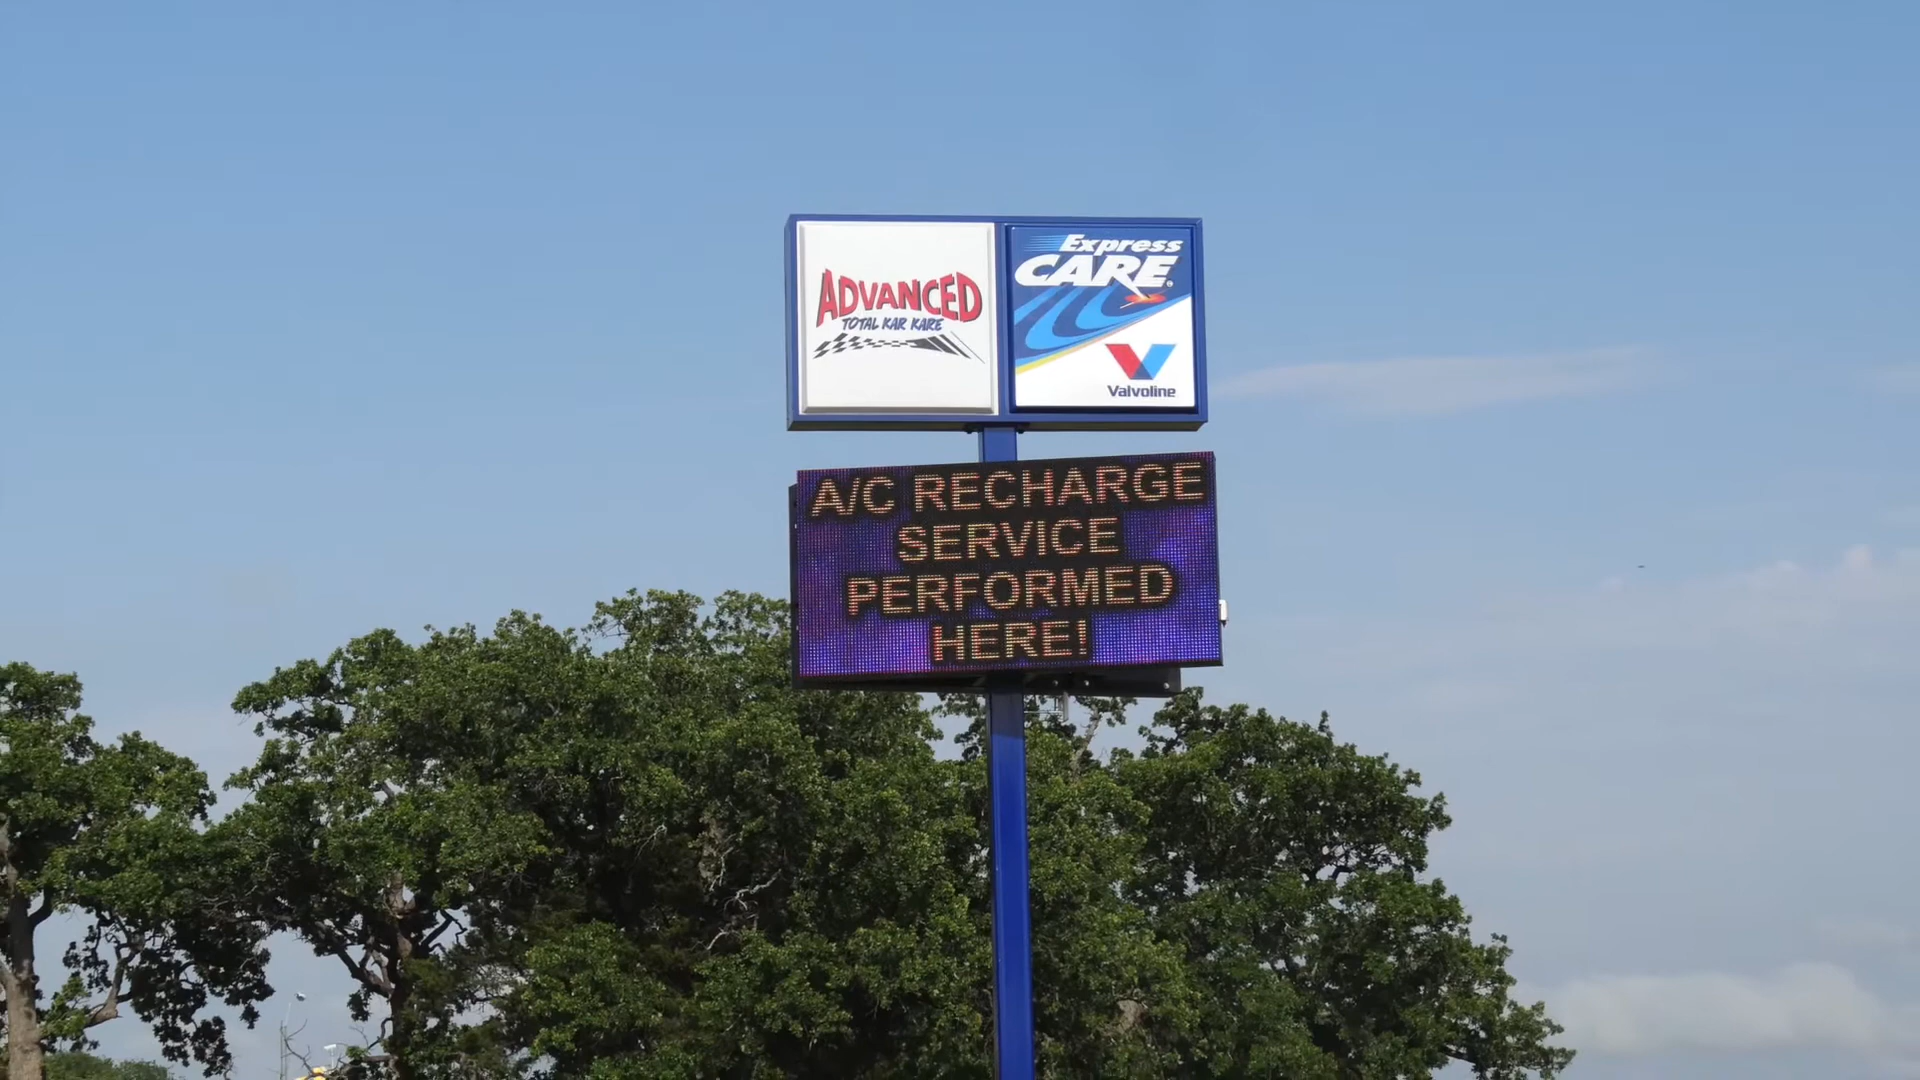 ADVANCED
TOTAL KAR KARE
Express
CARE®
Valvoline
A/C RECHARGE
SERVICE
PERFORMED
HERE!